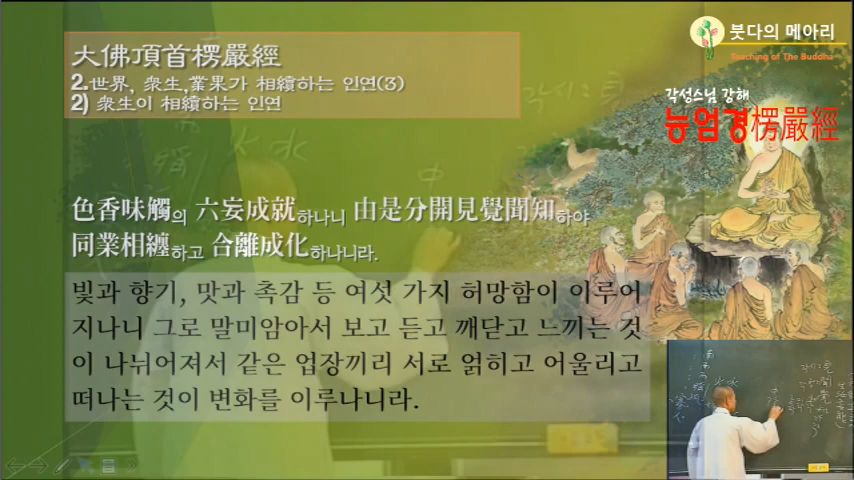 大佛頂首楞嚴經
2.世界, 衆生,業果가 相續하는 인연(3)
2) 衆生이 相續하는 인연
붓다의 메아리
Teaching of The Buddha
각성스님 강해
능엄경楞嚴經
色香味觸의 六妄成就하나니 由是分開見覺聞知하야
同業相纏하고 合離成化하나니라.
빛과 향기, 맛과 촉감 등 여섯 가지 허망함이 이루어
지나니 그로 말미암아서 보고 듣고 깨닫고 느끼는 것
이 나뉘어져서 같은 업장끼리 서로 얽히고 어울리고
떠나는 것이 변화를 이루나니라.
火 水
中